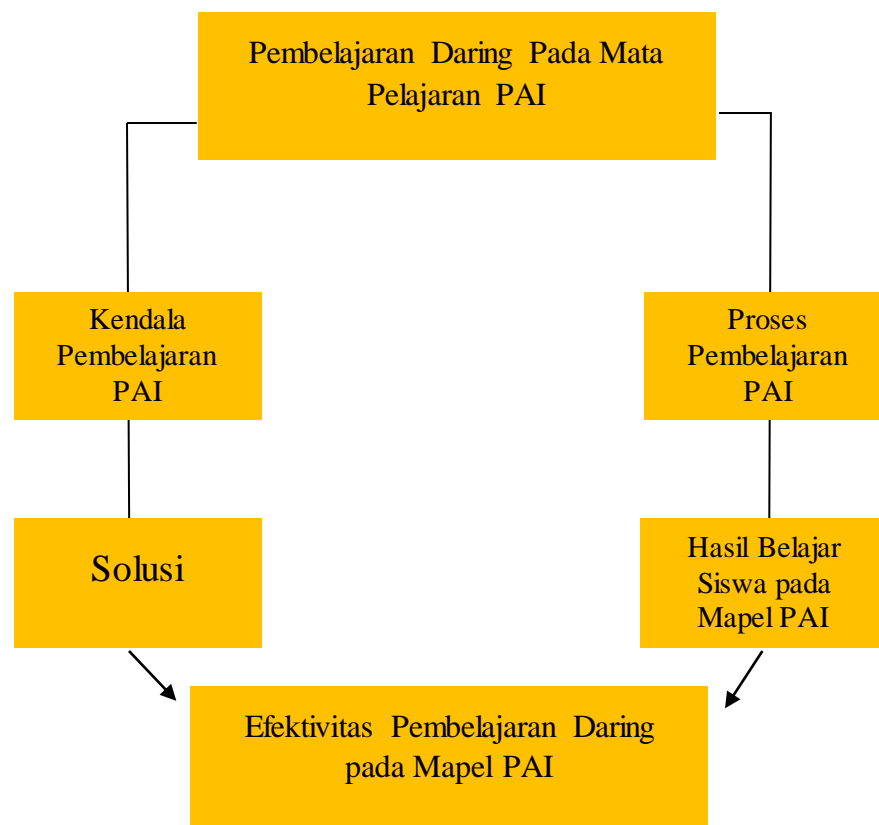 Pembelajaran Daring Pada Mata
Pelajaran PAI
Kendala
Pembelajaran
PAI
Proses
Pembelajaran
PAI
Solusi
Hasil Belajar
Siswa pada
Mapel PAI
Efektivitas Pembelajaran Daring
pada Mapel PAI